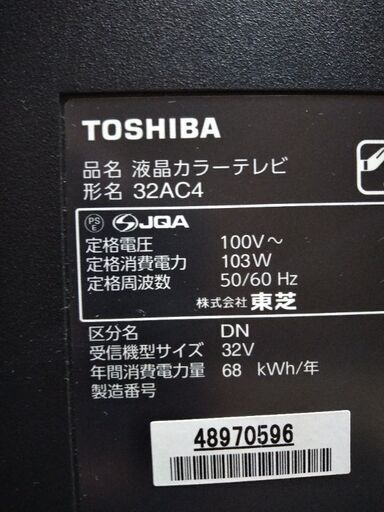 TOSHIBA
品名 液晶カラーテレビ
形名 32AC4
PS E JQA
定格電圧 100V～
定格消費電力 103W
定格周波数 50/60 Hz
株式会社 東芝
区分名 DN
受信機型サイズ 32V
年間消費電力量 68 kWh/年
製造番号
48970596